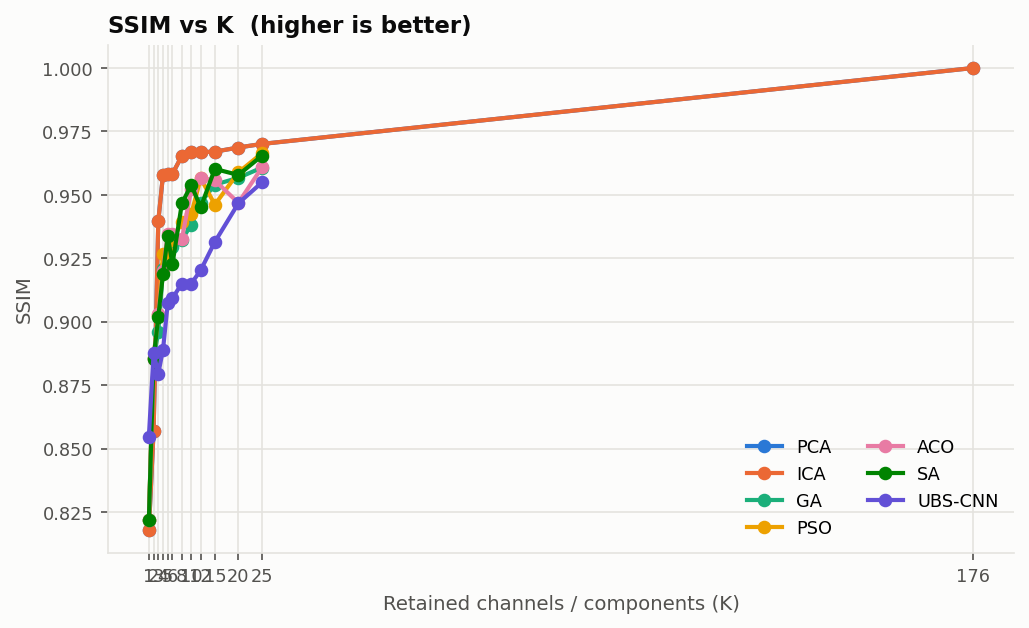 SSIM vs K (higher is better)
1.000
0.975
0.950
0.925
0.900
0.875
0.850
0.825
SSIM
PCA
ICA
GA
PSO
ACO
SA
UBS-CNN
15 20 25 176
Retained channels / components (K)